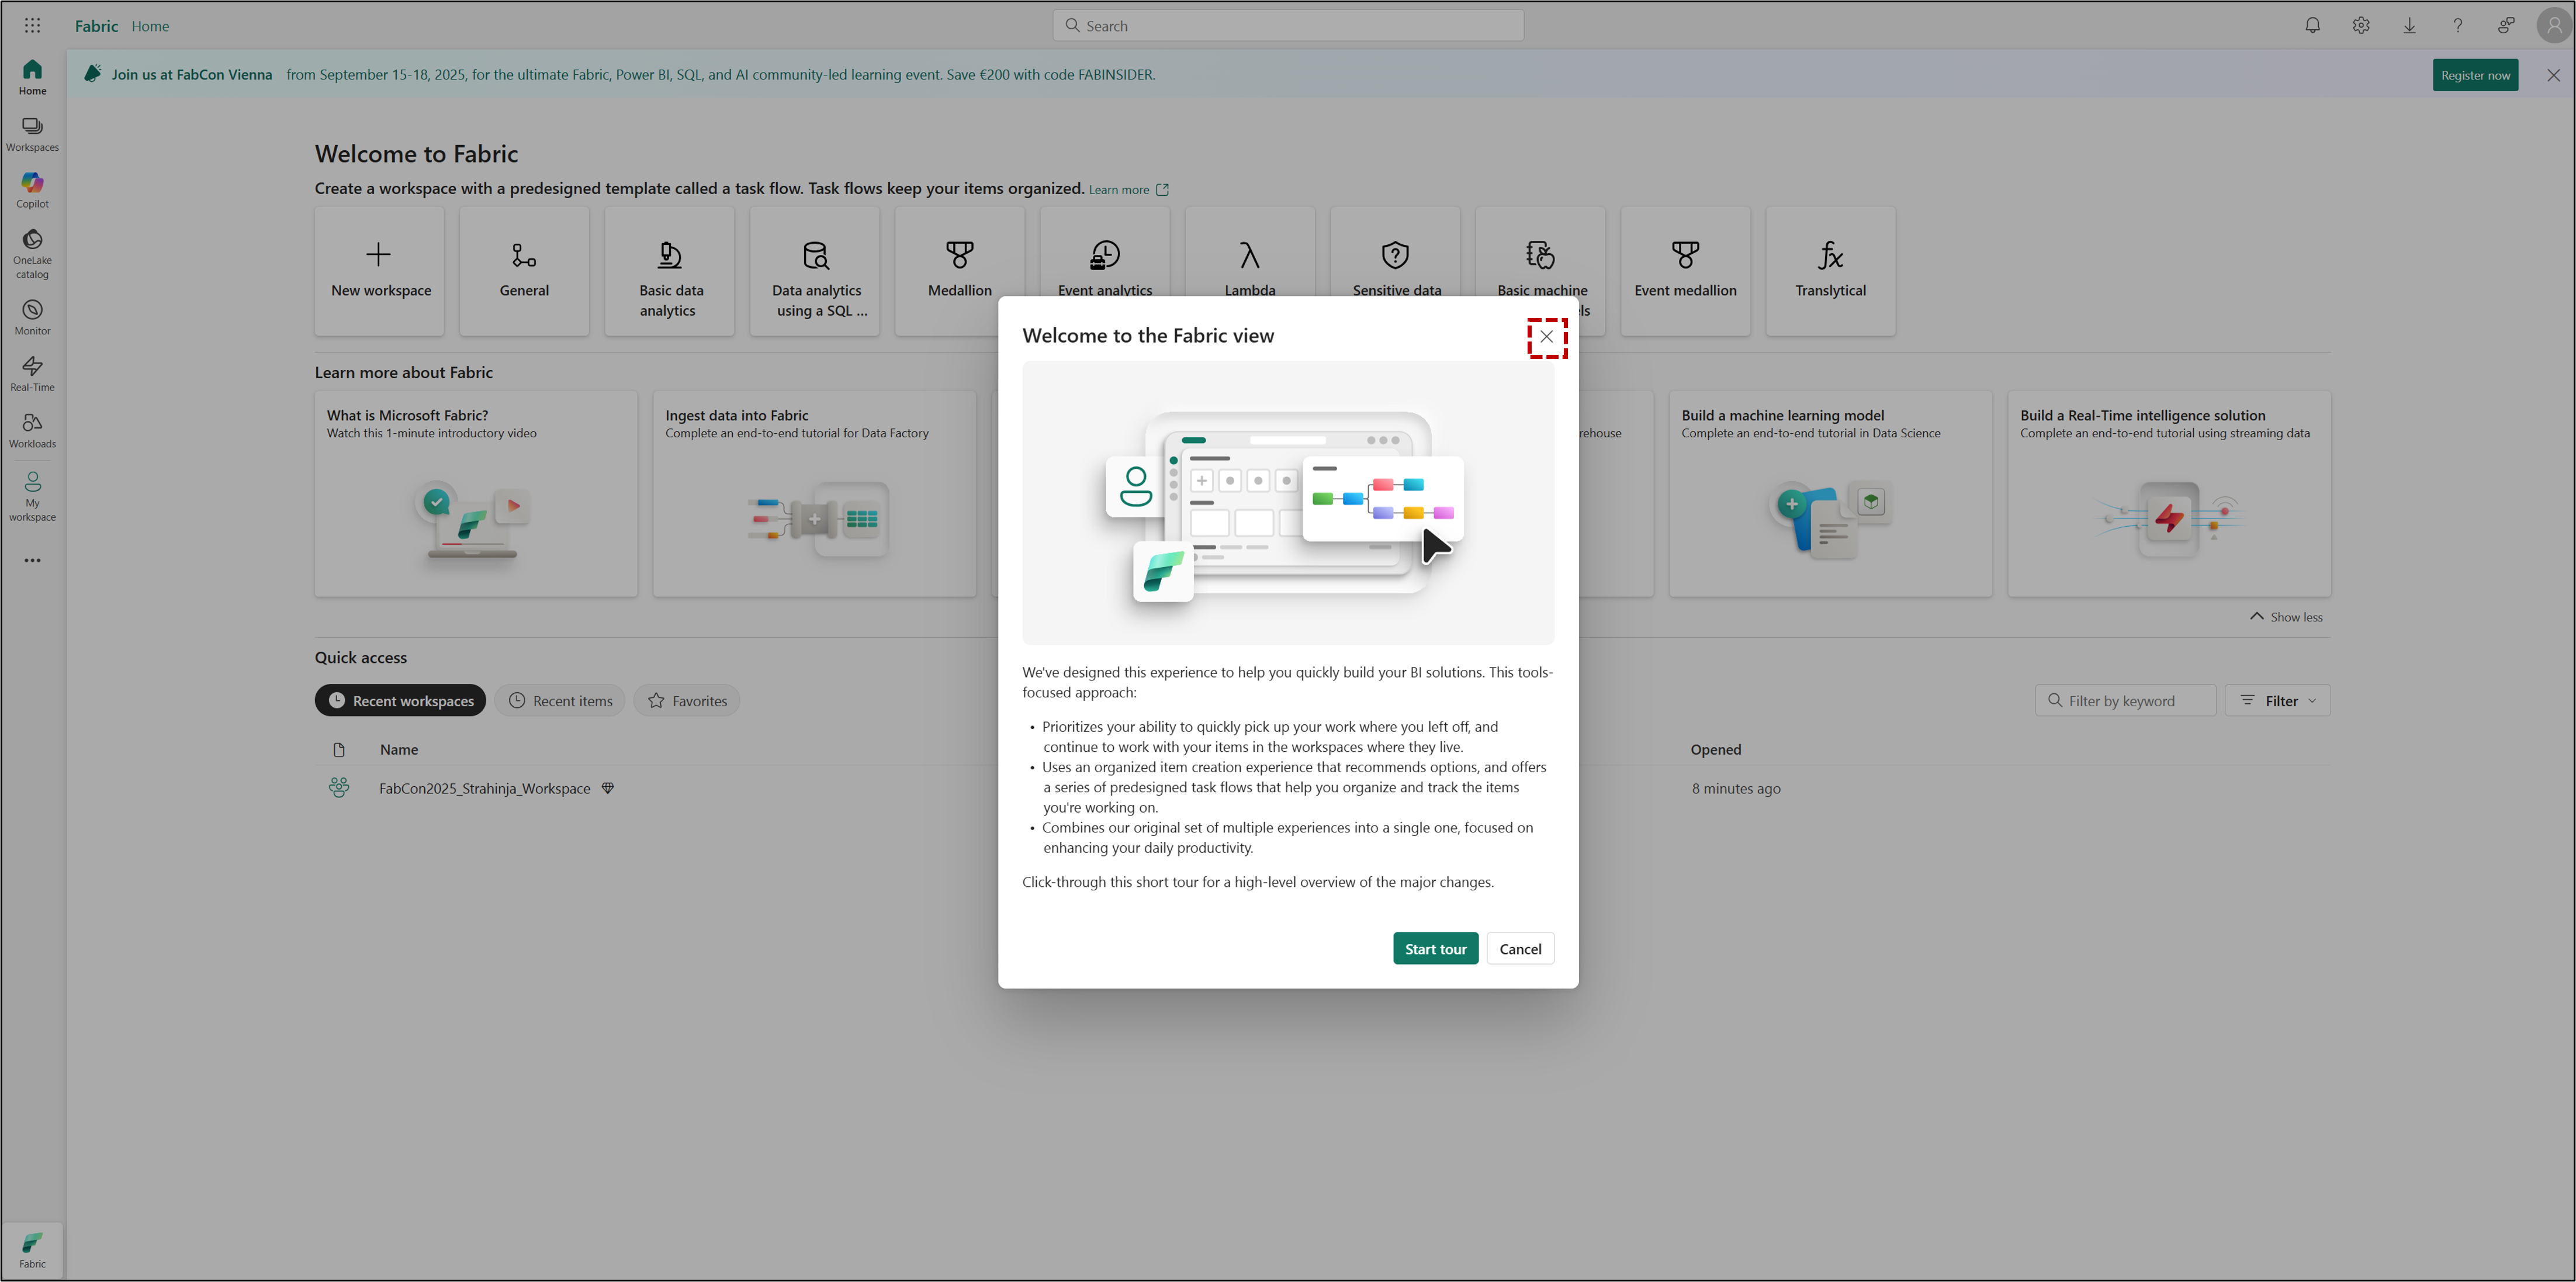 Fabric Home
Search
Home
Workspaces
Copilot
OneLake
catalog
Monitor
Real-Time
Workloads
My
workspace
Fabric
Join us at FabCon Vienna from September 15-18, 2025, for the ultimate Fabric, Power BI, SQL, and AI community-led learning event. Save €200 with code FABINSIDER.
Register now
Welcome to Fabric
Create a workspace with a predesigned template called a task flow. Task flows keep your items organized. Learn more
New workspace
General
Basic data
analytics
Data analytics
using a SQL ...
Medallion
Event analytics
Lambda
Sensitive data
Basic machine
ls
Event medallion
Translytical
Learn more about Fabric
What is Microsoft Fabric?
Watch this 1-minute introductory video
Ingest data into Fabric
Complete an end-to-end tutorial for Data Factory
rehouse
Build a machine learning model
Complete an end-to-end tutorial in Data Science
Build a Real-Time intelligence solution
Complete an end-to-end tutorial using streaming data
Show less
Quick access
Recent workspaces
Recent items
Favorites
Filter by keyword
Filter
Name
Opened
FabCon2025_Strahinja_Workspace
8 minutes ago
Welcome to the Fabric view
We've designed this experience to help you quickly build your BI solutions. This tools-
focused approach:
• Prioritizes your ability to quickly pick up your work where you left off, and
continue to work with your items in the workspaces where they live.
• Uses an organized item creation experience that recommends options, and offers
a series of predesigned task flows that help you organize and track the items
you're working on.
• Combines our original set of multiple experiences into a single one, focused on
enhancing your daily productivity.
Click-through this short tour for a high-level overview of the major changes.
Start tour
Cancel